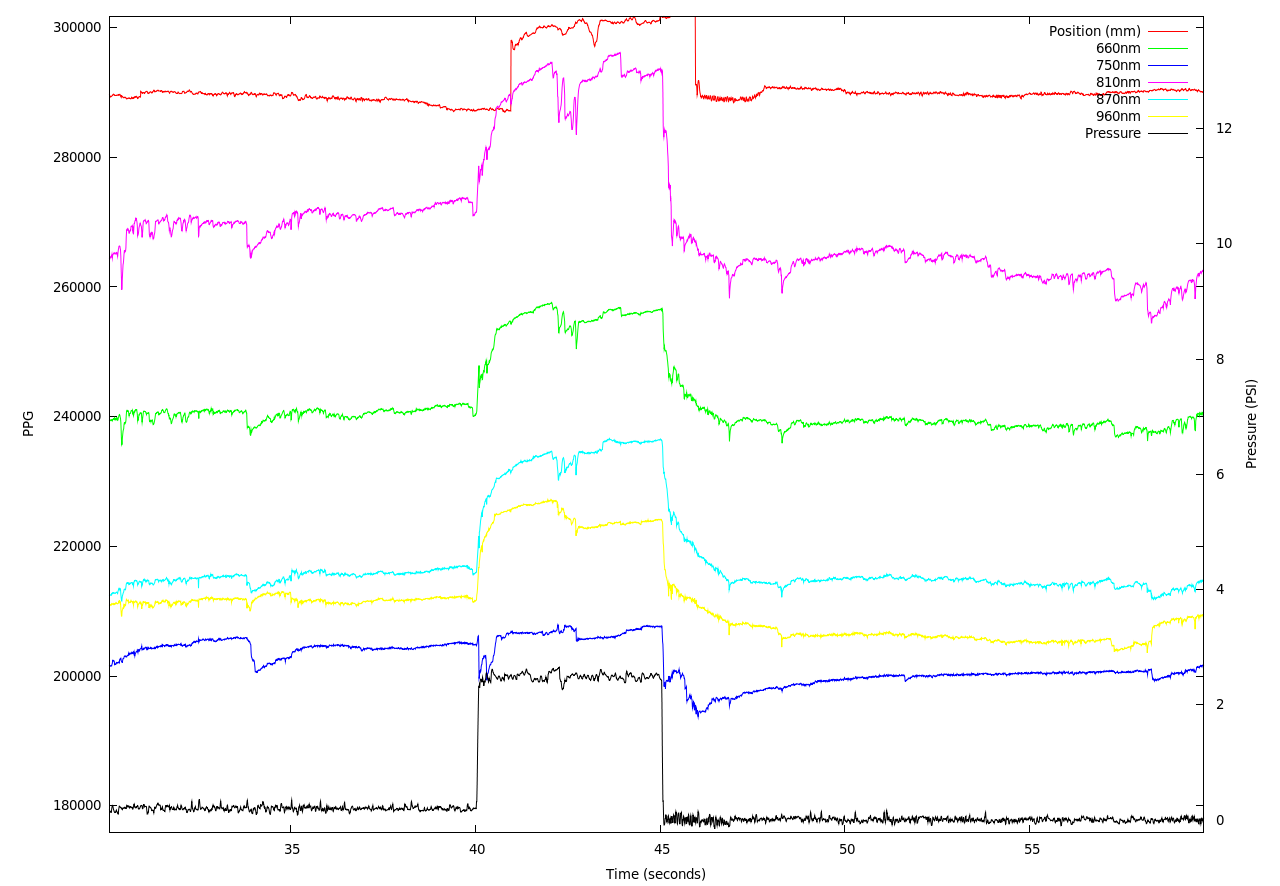 300000
280000
260000
240000
220000
200000
180000
PPG
Position (mm)
660nm
750nm
810nm
870nm
960nm
Pressure
12
10
8
6
4
2
0
Pressure (PSI)
35
40
45
50
55
Time (seconds)